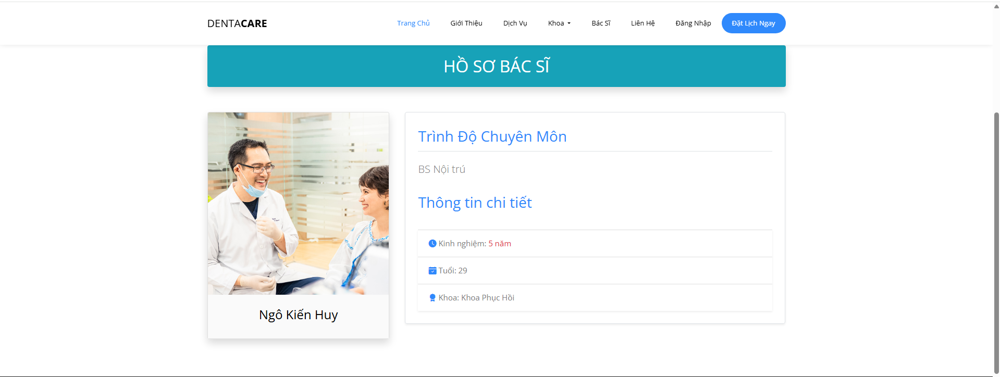 DENTACARE
Trang Chủ Giới Thiệu Dịch Vụ Khoa Bác Sĩ Liên Hệ Đăng Nhập Đặt Lịch Ngay
HỒ SƠ BÁC SĨ
Trình Độ Chuyên Môn
BS Nội trú
Thông tin chi tiết
Kinh nghiệm: 5 năm
Tuổi: 29
Khoa: Khoa Phục Hồi
Ngô Kiến Huy